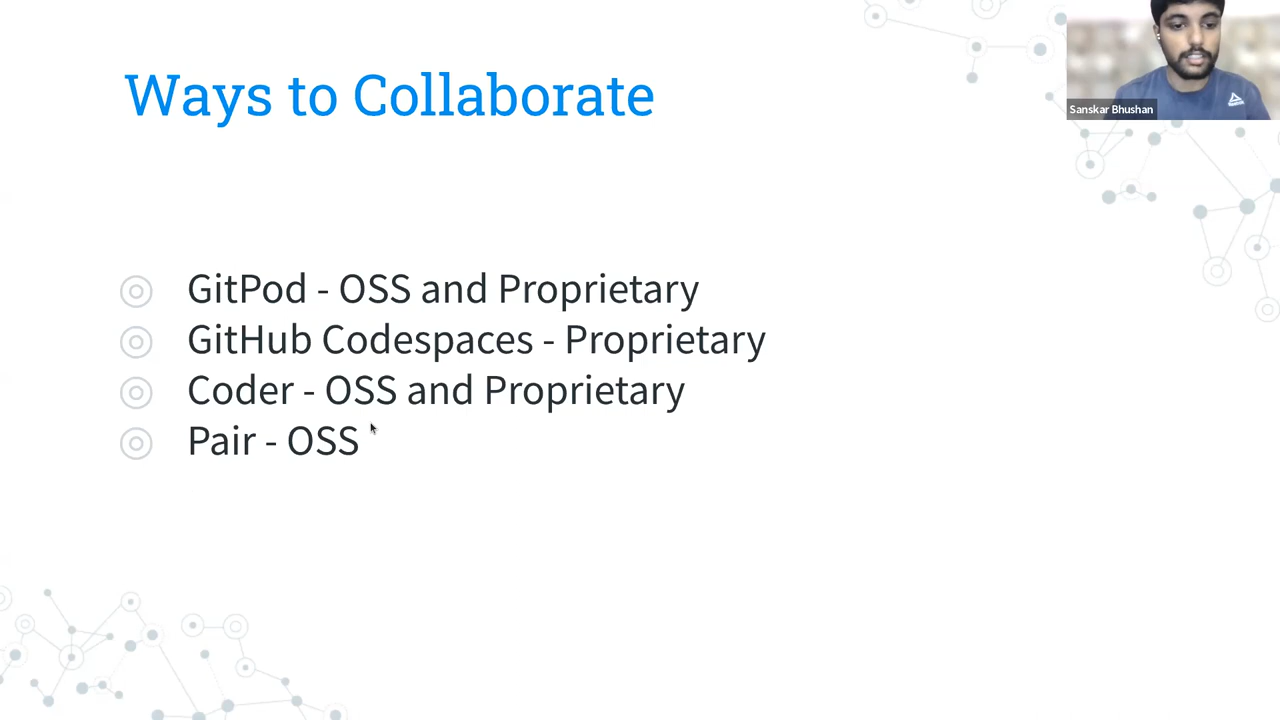 Ways to Collaborate
Sanskar Bhushan
GitPod - OSS and Proprietary
GitHub Codespaces - Proprietary
Coder - OSS and Proprietary
Pair - OSS